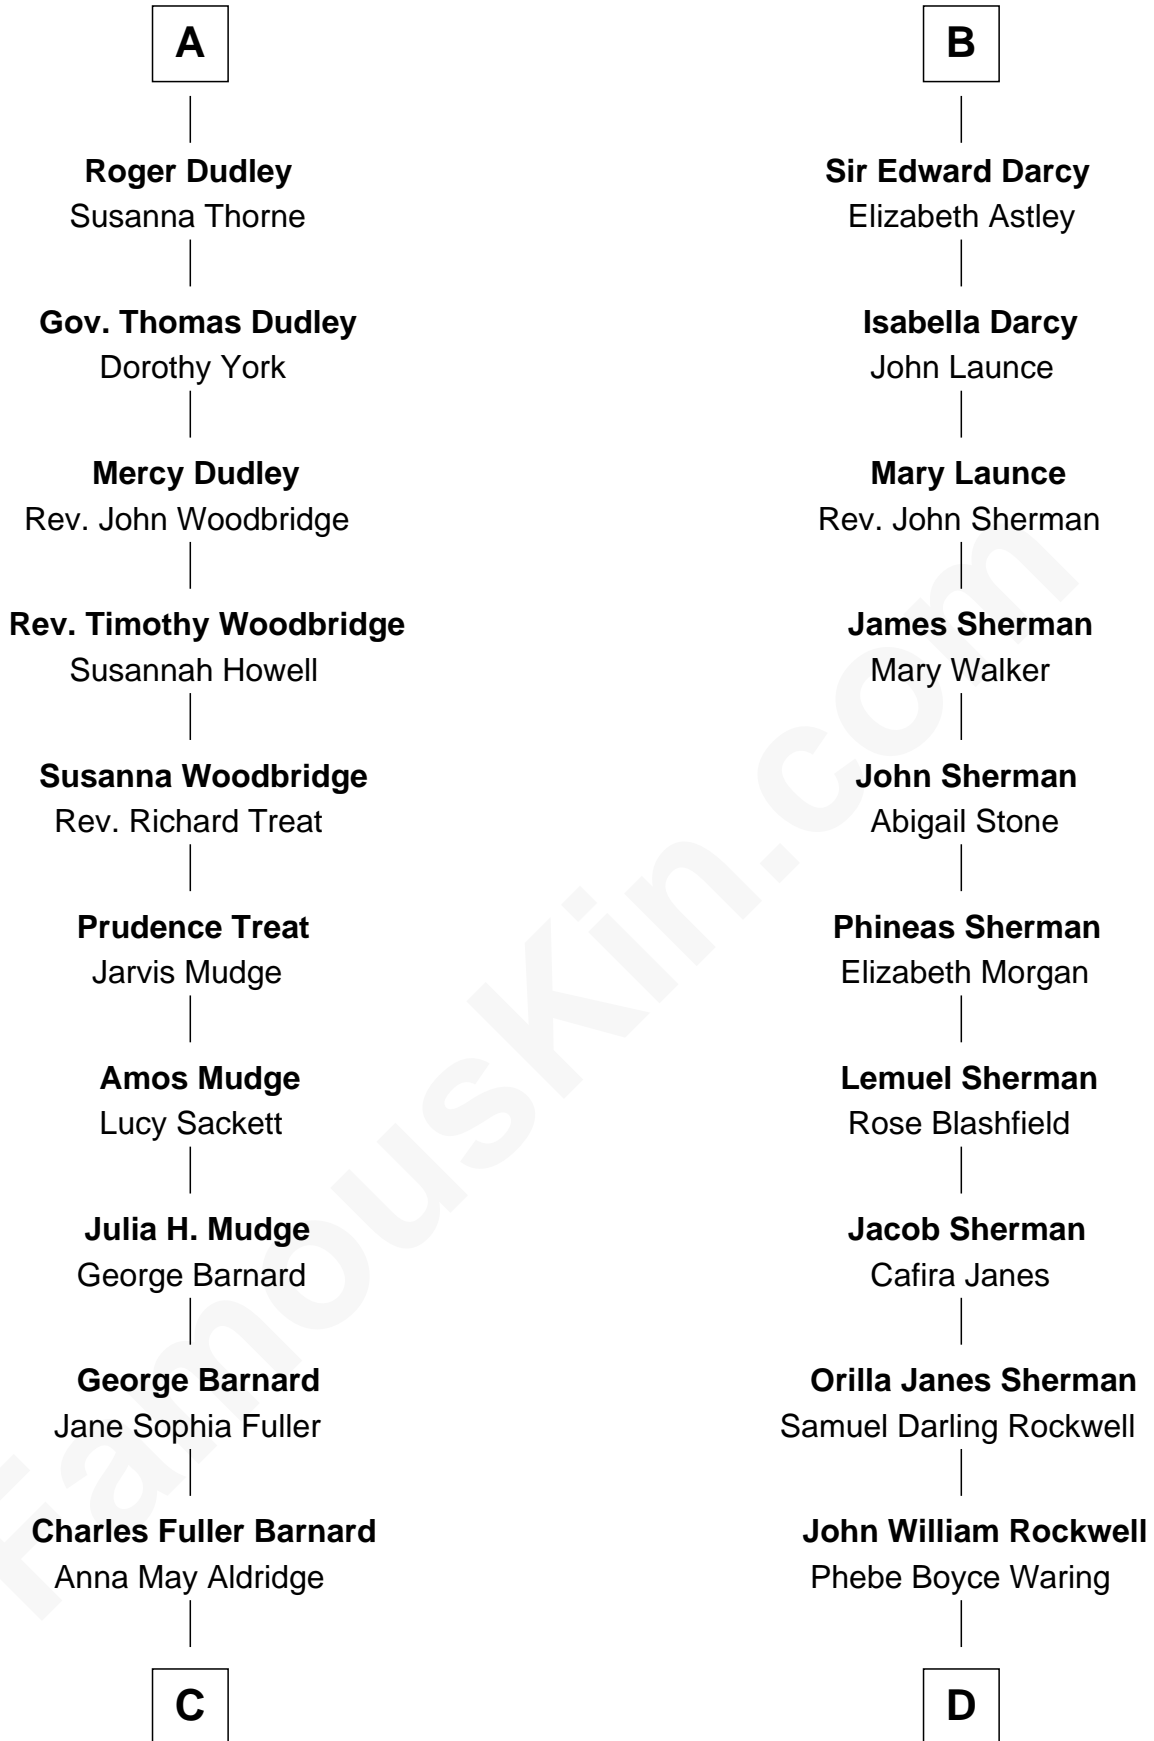 A
Roger Dudley
Susanna Thorne
Gov. Thomas Dudley
Dorothy York
Mercy Dudley
Rev. John Woodbridge
Rev. Timothy Woodbridge
Susannah Howell
Susanna Woodbridge
Rev. Richard Treat
Prudence Treat
Jarvis Mudge
Amos Mudge
Lucy Sackett
Julia H. Mudge
George Barnard
George Barnard
Jane Sophia Fuller
Charles Fuller Barnard
Anna May Aldridge
C
B
Sir Edward Darcy
Elizabeth Astley
Isabella Darcy
John Launce
Mary Launce
Rev. John Sherman
James Sherman
Mary Walker
John Sherman
Abigail Stone
Phineas Sherman
Elizabeth Morgan
Lemuel Sherman
Rose Blashfield
Jacob Sherman
Cafira Janes
Orilla Janes Sherman
Samuel Darling Rockwell
John William Rockwell
Phebe Boyce Waring
D
FamousKin.com